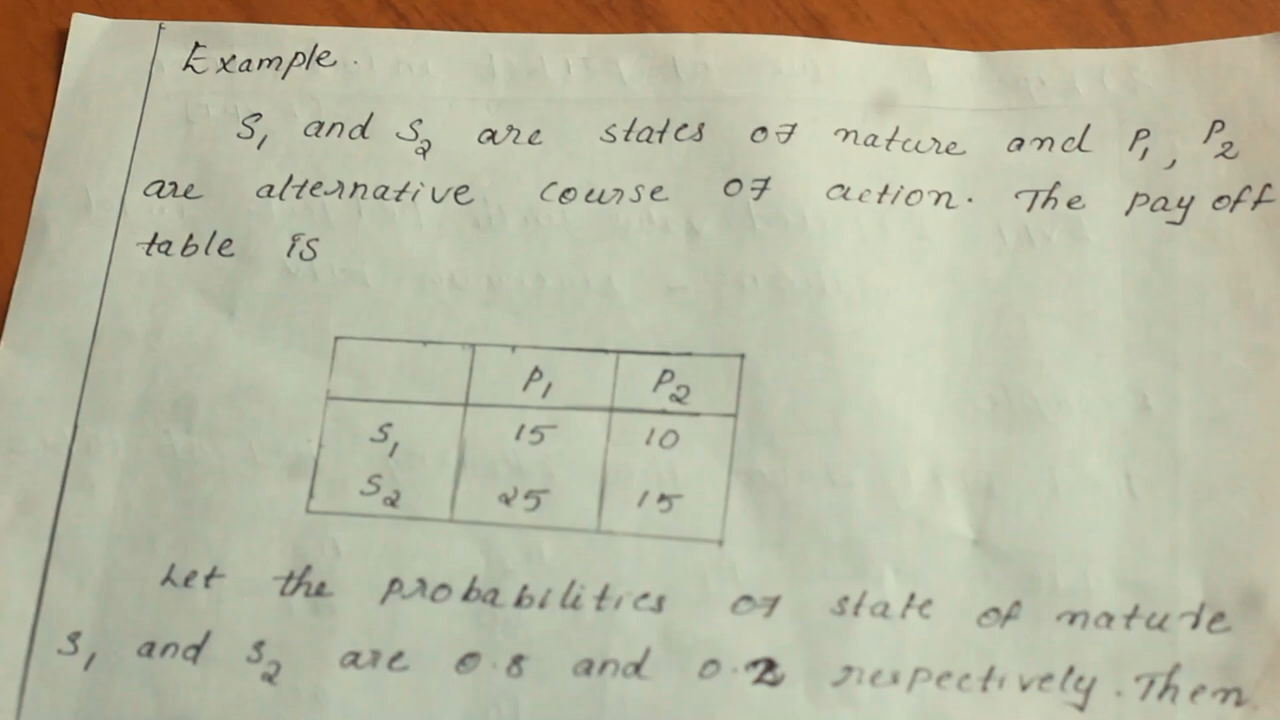 Example.
S₁ and S₂ are states of nature and P₁, P₂
are alternative course of action. The pay off
table is
P₁ P₂
S₁ 15 10
S₂ 25 15
Let the probabilities of state of nature
S₁ and S₂ are 0.8 and 0.2 respectively. Then